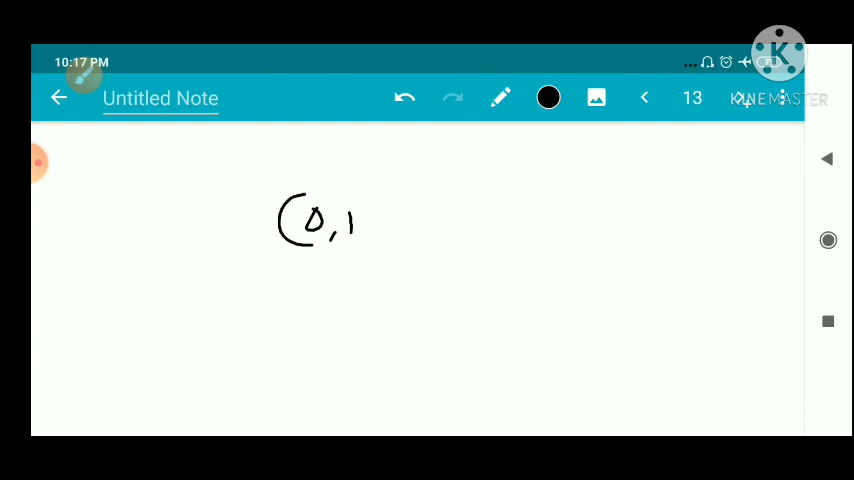 10:17 PM
Untitled Note
13
K
KINEMASTER
(0,1